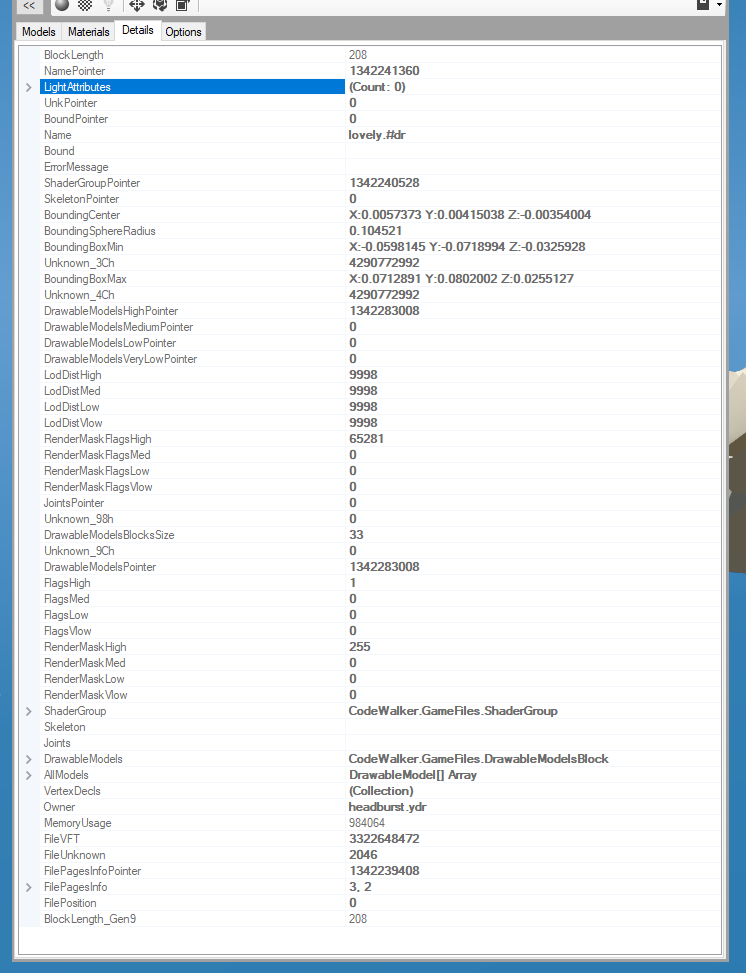 <<
Models Materials Details Options
BlockLength 208
NamePointer 1342241360
LightAttributes (Count: 0)
UnkPointer 0
BoundPointer 0
Name lovely.#dr
Bound
ErrorMessage
ShaderGroupPointer 1342240528
SkeletonPointer 0
BoundingCenter X:0.0057373 Y:0.00415038 Z:-0.00354004
BoundingSphereRadius 0.104521
BoundingBoxMin X:-0.0598145 Y:-0.0718994 Z:-0.0325928
Unknown_3Ch 4290772992
BoundingBoxMax X:0.0712891 Y:0.0802002 Z:0.0255127
Unknown_4Ch 4290772992
DrawableModelsHighPointer 1342283008
DrawableModelsMediumPointer 0
DrawableModelsLowPointer 0
DrawableModelsVeryLowPointer 0
LodDistHigh 9998
LodDistMed 9998
LodDistLow 9998
LodDistVlow 9998
RenderMaskFlagsHigh 65281
RenderMaskFlagsMed 0
RenderMaskFlagsLow 0
RenderMaskFlagsVlow 0
JointsPointer 0
Unknown_98h 0
DrawableModelsBlocksSize 33
Unknown_9Ch 0
DrawableModelsPointer 1342283008
FlagsHigh 1
FlagsMed 0
FlagsLow 0
FlagsVlow 0
RenderMaskHigh 255
RenderMaskMed 0
RenderMaskLow 0
RenderMaskVlow 0
ShaderGroup CodeWalker.GameFiles.ShaderGroup
Skeleton
Joints
DrawableModels CodeWalker.GameFiles.DrawableModelsBlock
AllModels DrawableModel[] Array
VertexDecls (Collection)
Owner headburst.ydr
MemoryUsage 984064
FileVFT 3322648472
FileUnknown 2046
FilePagesInfoPointer 1342239408
FilePagesInfo 3, 2
FilePosition 0
BlockLength_Gen9 208